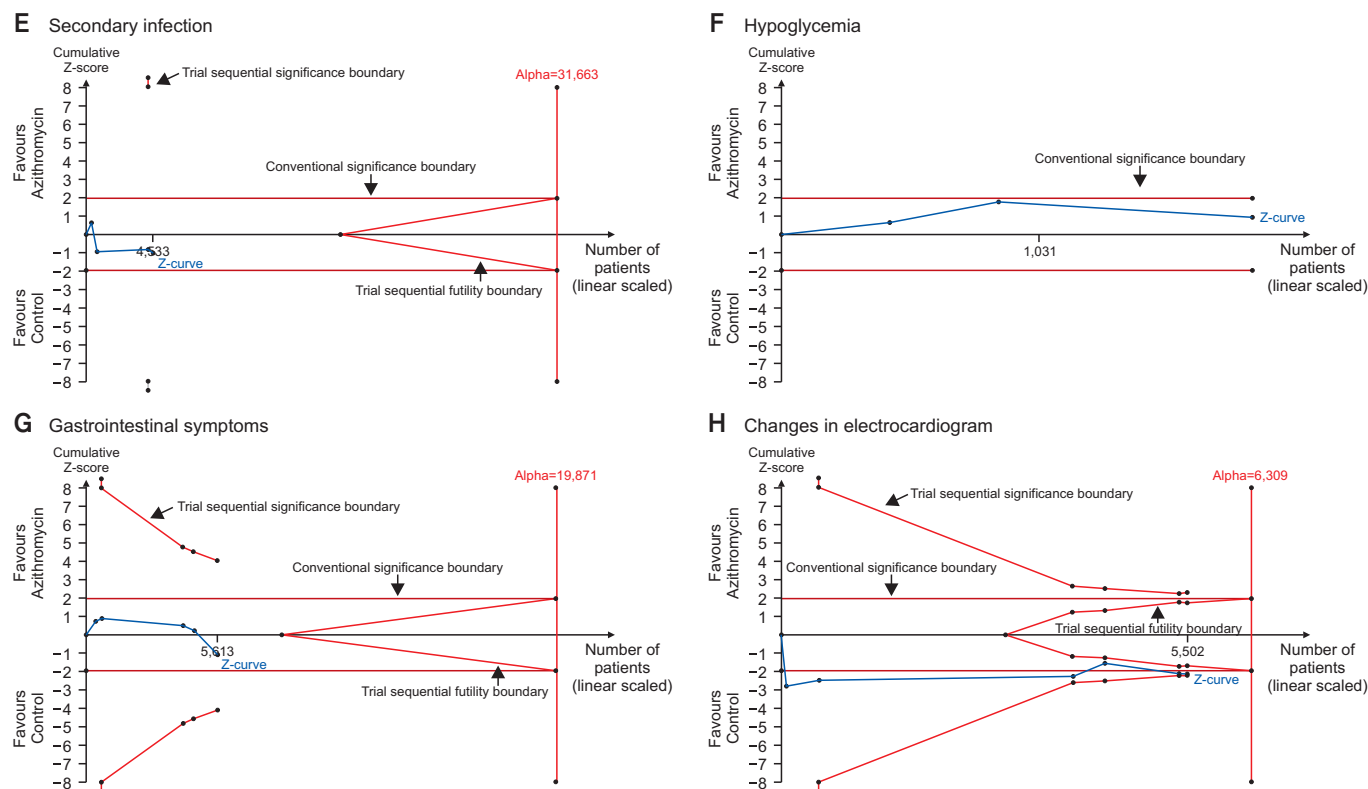 E Secondary infection
Cumulative
Z-score
Favours
Azithromycin
Favours
Control
8
7
6
5
4
3
2
1
−1
−2
−3
−4
−5
−6
−7
−8
Trial sequential significance boundary
Alpha=31,663
Conventional significance boundary
4,533
Z-curve
Trial sequential futility boundary
Number of
patients
(linear scaled)
F Hypoglycemia
Cumulative
Z-score
Favours
Azithromycin
Favours
Control
8
7
6
5
4
3
2
1
−1
−2
−3
−4
−5
−6
−7
−8
Conventional significance boundary
Z-curve
1,031
Number of
patients
(linear scaled)
G Gastrointestinal symptoms
Cumulative
Z-score
Favours
Azithromycin
Favours
Control
8
7
6
5
4
3
2
1
−1
−2
−3
−4
−5
−6
−7
−8
Trial sequential significance boundary
Alpha=19,871
Conventional significance boundary
5,613
Z-curve
Trial sequential futility boundary
Number of
patients
(linear scaled)
H Changes in electrocardiogram
Cumulative
Z-score
Favours
Azithromycin
Favours
Control
8
7
6
5
4
3
2
1
−1
−2
−3
−4
−5
−6
−7
−8
Trial sequential significance boundary
Alpha=6,309
Conventional significance boundary
Trial sequential futility boundary
5,502
Z-curve
Number of
patients
(linear scaled)